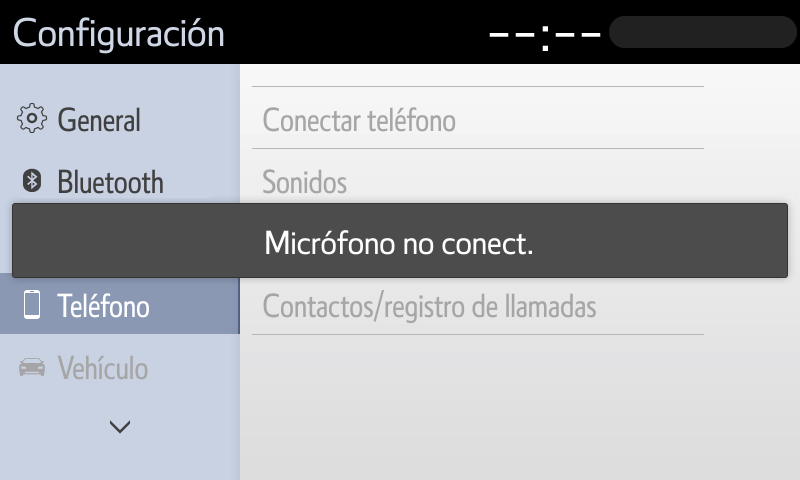 Configuración
--:--
General
Conectar teléfono
Bluetooth
Sonidos
Micrófono no conect.
Teléfono
Contactos/registro de llamadas
Vehículo